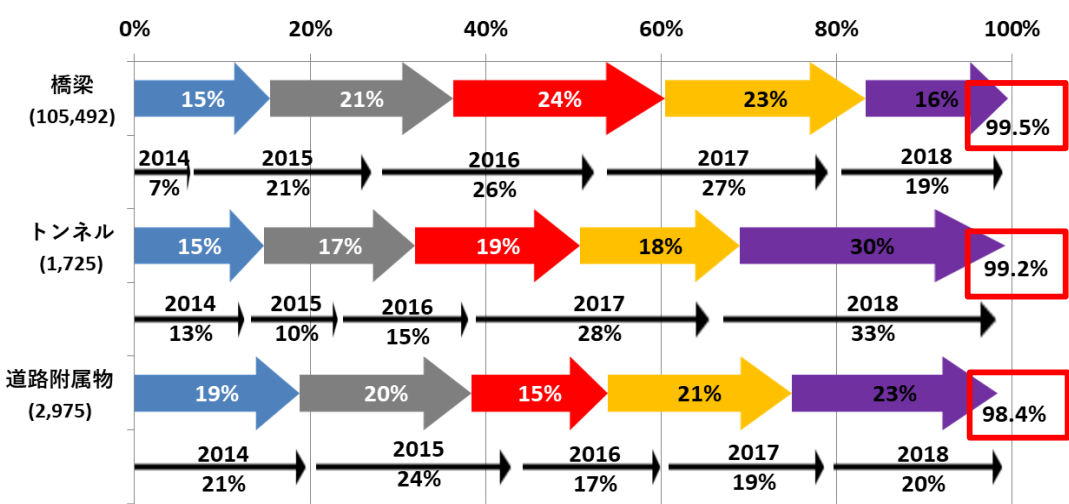 0% 20% 40% 60% 80% 100%
橋梁
(105,492)
15% 21% 24% 23% 16%
99.5%
2014 2015 2016 2017 2018
7% 21% 26% 27% 19%
トンネル
(1,725)
15% 17% 19% 18% 30%
99.2%
2014 2015 2016 2017 2018
13% 10% 15% 28% 33%
道路附属物
(2,975)
19% 20% 15% 21% 23%
98.4%
2014 2015 2016 2017 2018
21% 24% 17% 19% 20%